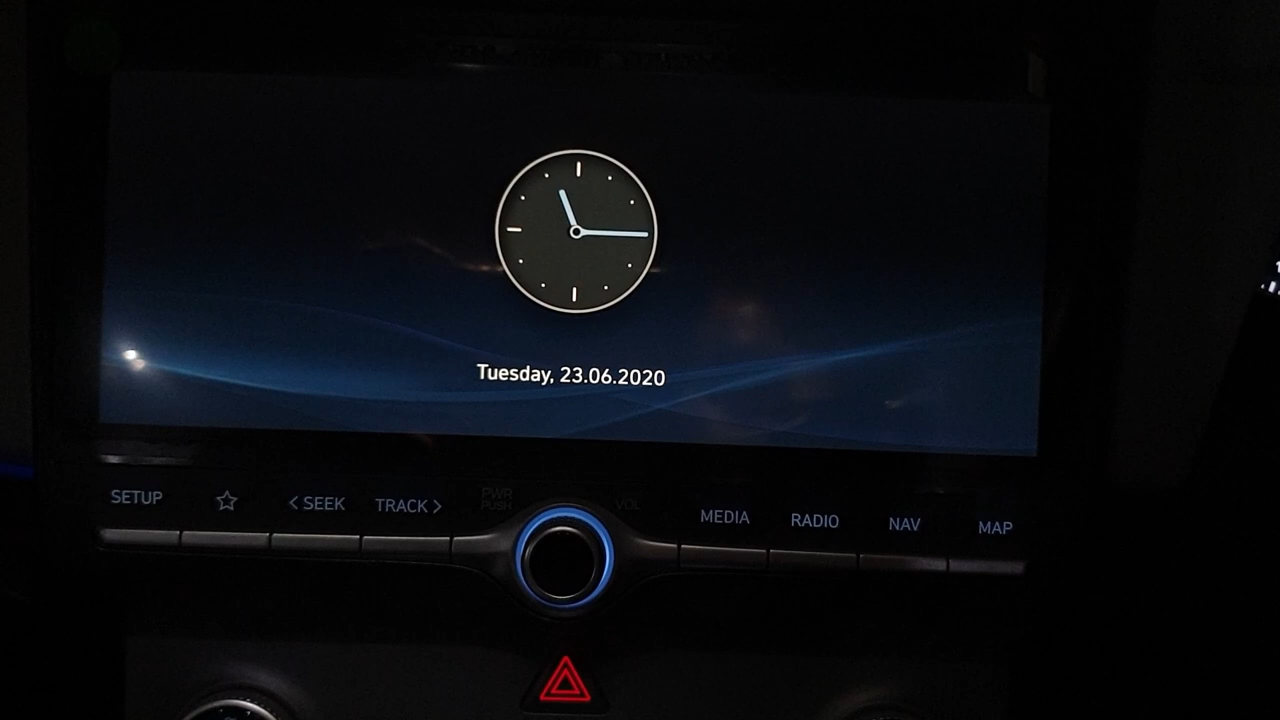 Tuesday, 23.06.2020
SETUP
< SEEK
TRACK >
PWR
PUSH
VOL
MEDIA
RADIO
NAV
MAP